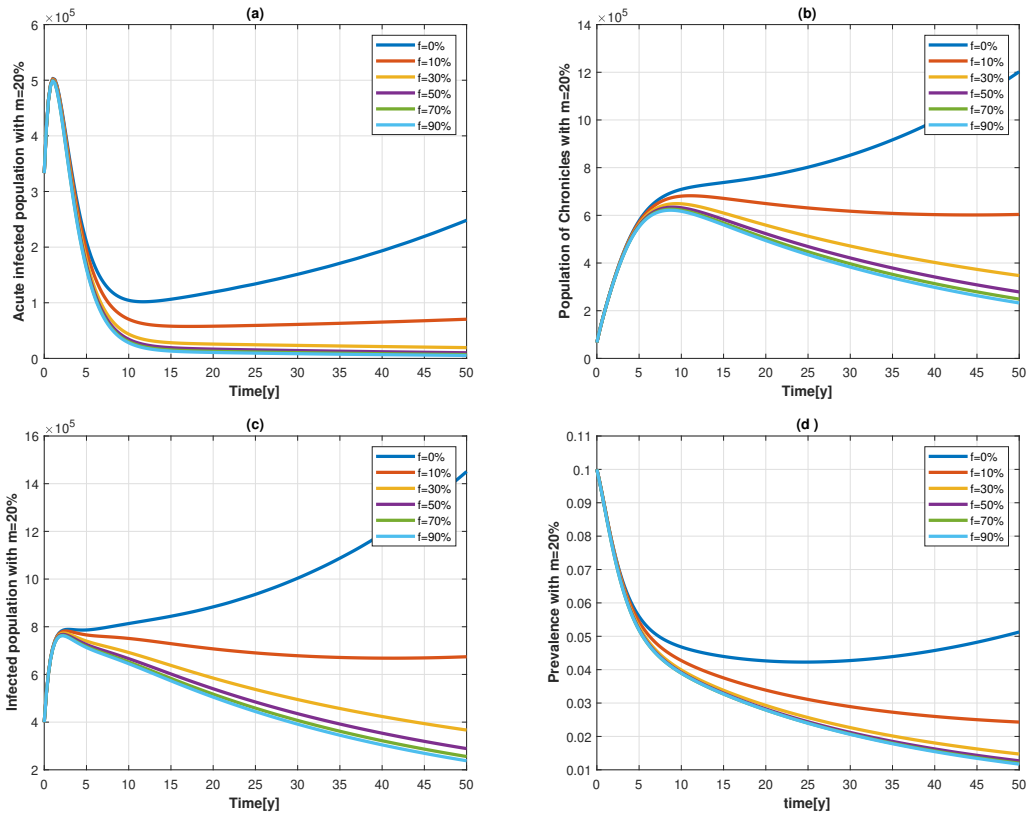 (a)
×10⁵
Acute infected population with m=20%
6
5
4
3
2
1
0
0 5 10 15 20 25 30 35 40 45 50
Time[y]
f=0%
f=10%
f=30%
f=50%
f=70%
f=90%
(b)
×10⁵
Population of Chronicles with m=20%
14
12
10
8
6
4
2
0
0 5 10 15 20 25 30 35 40 45 50
Time[y]
f=0%
f=10%
f=30%
f=50%
f=70%
f=90%
(c)
×10⁵
Infected population with m=20%
16
14
12
10
8
6
4
2
0 5 10 15 20 25 30 35 40 45 50
Time[y]
f=0%
f=10%
f=30%
f=50%
f=70%
f=90%
(d )
Prevalence with m=20%
0.11
0.1
0.09
0.08
0.07
0.06
0.05
0.04
0.03
0.02
0.01
0 5 10 15 20 25 30 35 40 45 50
time[y]
f=0%
f=10%
f=30%
f=50%
f=70%
f=90%